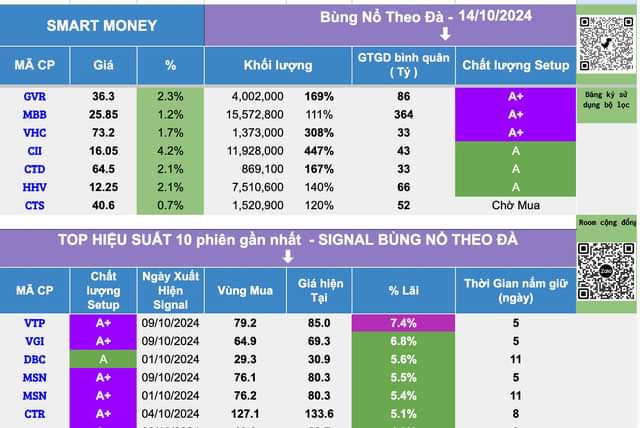 SMART MONEY
Bùng Nổ Theo Đà - 14/10/2024
MÃ CP Giá % Khối lượng GTGD bình quân ( Tỷ ) Chất lượng Setup
Đăng ký sử dụng bộ lọc
GVR 36.3 2.3% 4,002,000 169% 86 A+
MBB 25.85 1.2% 15,572,800 111% 364 A+
VHC 73.2 1.7% 1,373,000 308% 33 A+
CII 16.05 4.2% 11,928,000 447% 43 A
CTD 64.5 2.1% 869,100 167% 33 A
HHV 12.25 2.1% 7,510,600 140% 66 A
CTS 40.6 0.7% 1,520,900 120% 52 Chờ Mua
Room cộng đồng
Zalo
TOP HIỆU SUẤT 10 phiên gần nhất - SIGNAL BÙNG NỔ THEO ĐÀ
MÃ CP Chất lượng Setup Ngày Xuất Hiện Signal Vùng Mua Giá hiện Tại % Lãi Thời Gian nắm giữ (ngày)
VTP A+ 09/10/2024 79.2 85.0 7.4% 5
VGI A+ 09/10/2024 64.9 69.3 6.8% 5
DBC A 01/10/2024 29.3 30.9 5.6% 11
MSN A+ 09/10/2024 76.1 80.3 5.5% 5
MSN A+ 01/10/2024 76.2 80.3 5.4% 11
CTR A+ 04/10/2024 127.1 133.6 5.1% 8